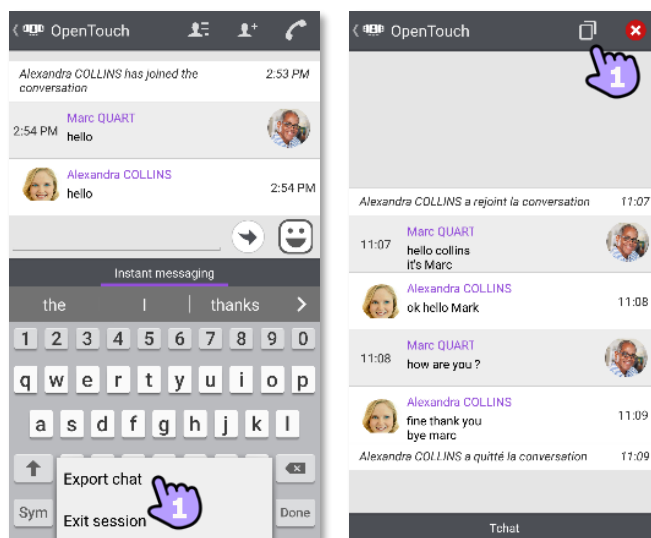 OpenTouch
Alexandra COLLINS has joined the
conversation
2:53 PM
Marc QUART
2:54 PM
hello
Alexandra COLLINS
hello
2:54 PM
Instant messaging
the I thanks
1 2 3 4 5 6 7 8 9 0
q w e r t y u i o p
a s d f g h j k l
Export chat
1
Sym
Exit session
Done
OpenTouch
1
Alexandra COLLINS a rejoint la conversation 11:07
Marc QUART
11:07
hello collins
it's Marc
Alexandra COLLINS
ok hello Mark
11:08
Marc QUART
11:08
how are you ?
Alexandra COLLINS
fine thank you
11:09
bye marc
Alexandra COLLINS a quitté la conversation 11:09
Tchat